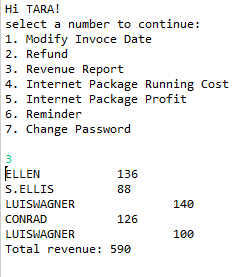 Hi TARA!
select a number to continue:
1. Modify Invoce Date
2. Refund
3. Revenue Report
4. Internet Package Running Cost
5. Internet Package Profit
6. Reminder
7. Change Password
3
ELLEN 136
S.ELLIS 88
LUISWAGNER 140
CONRAD 126
LUISWAGNER 100
Total revenue: 590